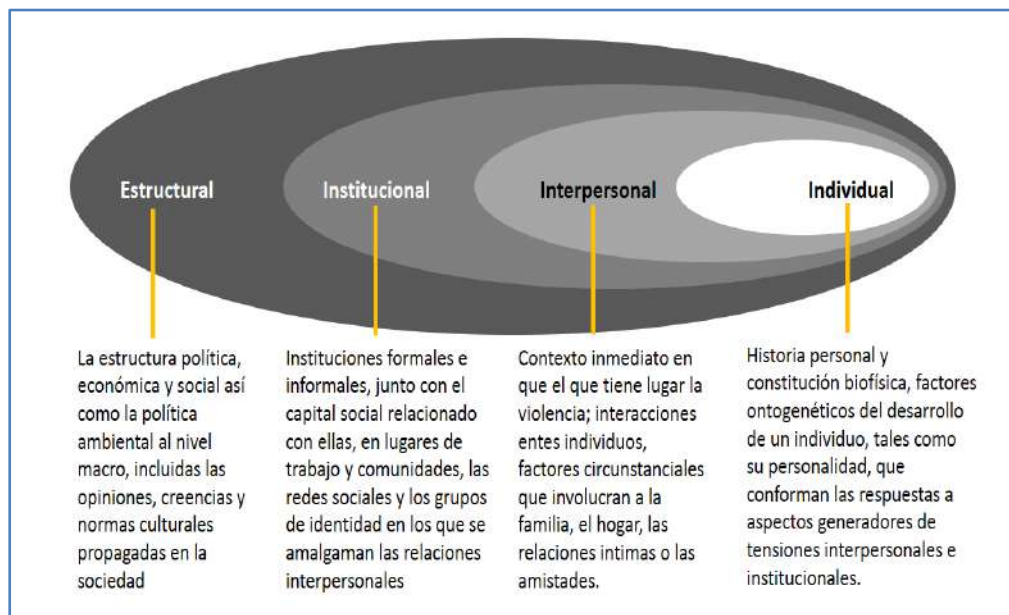 Estructural
Institucional
Interpersonal
Individual
La estructura política,
económica y social así
como la política
ambiental al nivel
macro, incluidas las
opiniones, creencias y
normas culturales
propagadas en la
sociedad
Instituciones formales e
informales, junto con el
capital social relacionado
con ellas, en lugares de
trabajo y comunidades, las
redes sociales y los grupos
de identidad en los que se
amalgaman las relaciones
interpersonales
Contexto inmediato en
que el que tiene lugar la
violencia; interacciones
entes individuos,
factores circunstanciales
que involucran a la
familia, el hogar, las
relaciones intimas o las
amistades.
Historia personal y
constitución biofísica, factores
ontogenéticos del desarrollo
de un individuo, tales como
su personalidad, que
conforman las respuestas a
aspectos generadores de
tensiones interpersonales e
institucionales.